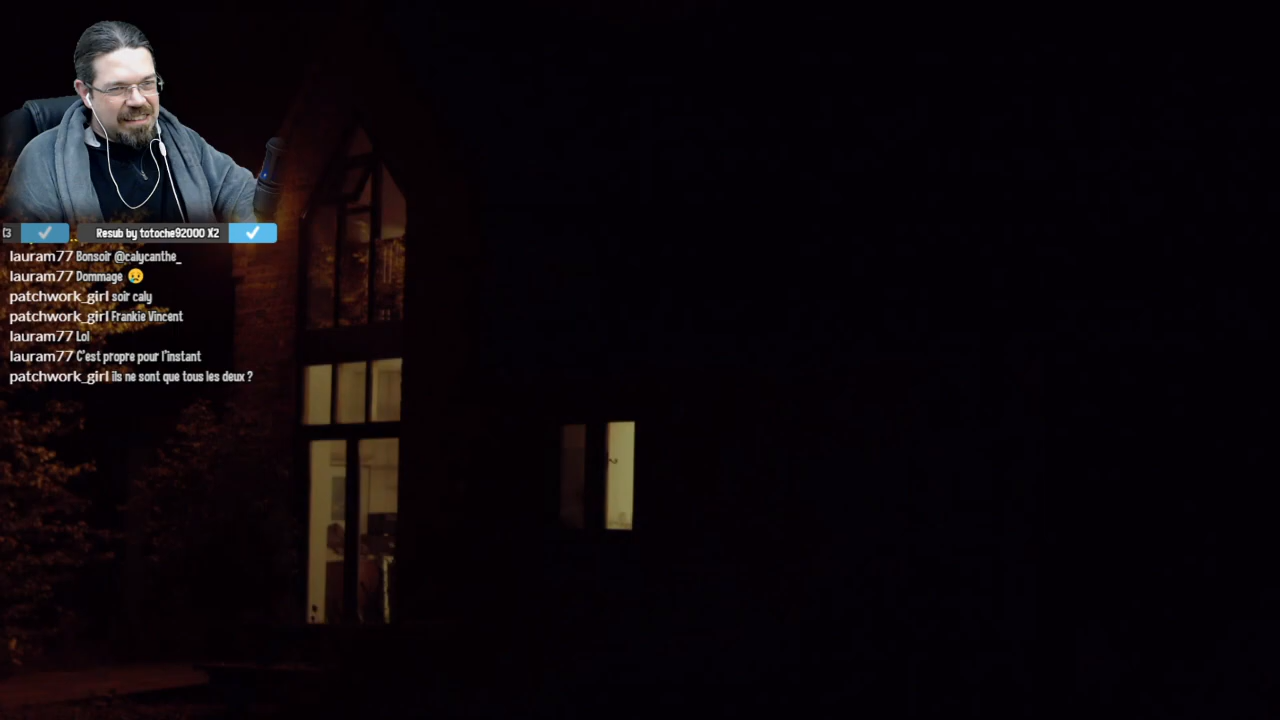 Resub by totoche92000 X2
lauram77 Bonsoir @calycanthe_
lauram77 Dommage 😥
patchwork_girl soir caly
patchwork_girl Frankie Vincent
lauram77 Lol
lauram77 C'est propre pour l'instant
patchwork_girl ils ne sont que tous les deux ?